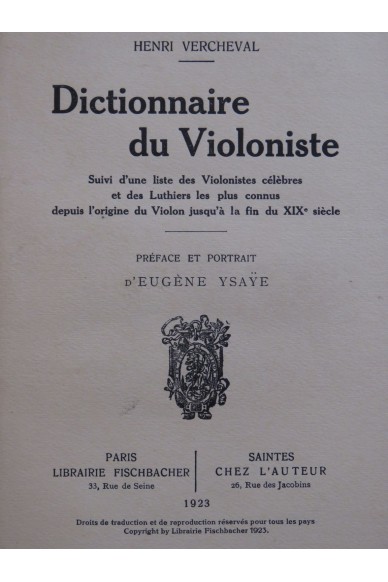 HENRI VERCHEVAL
Dictionnaire
du Violoniste
Suivi d'une liste des Violonistes célèbres
et des Luthiers les plus connus
depuis l'origine du Violon jusqu'à la fin du XIXe siècle
PRÉFACE ET PORTRAIT
D'EUGÈNE YSAŸE
PARIS
LIBRAIRIE FISCHBACHER
33, Rue de Seine
SAINTES
CHEZ L'AUTEUR
26, Rue des Jacobins
1923
Droits de traduction et de reproduction réservés pour tous les pays
Copyright by Librairie Fischbacher 1923.